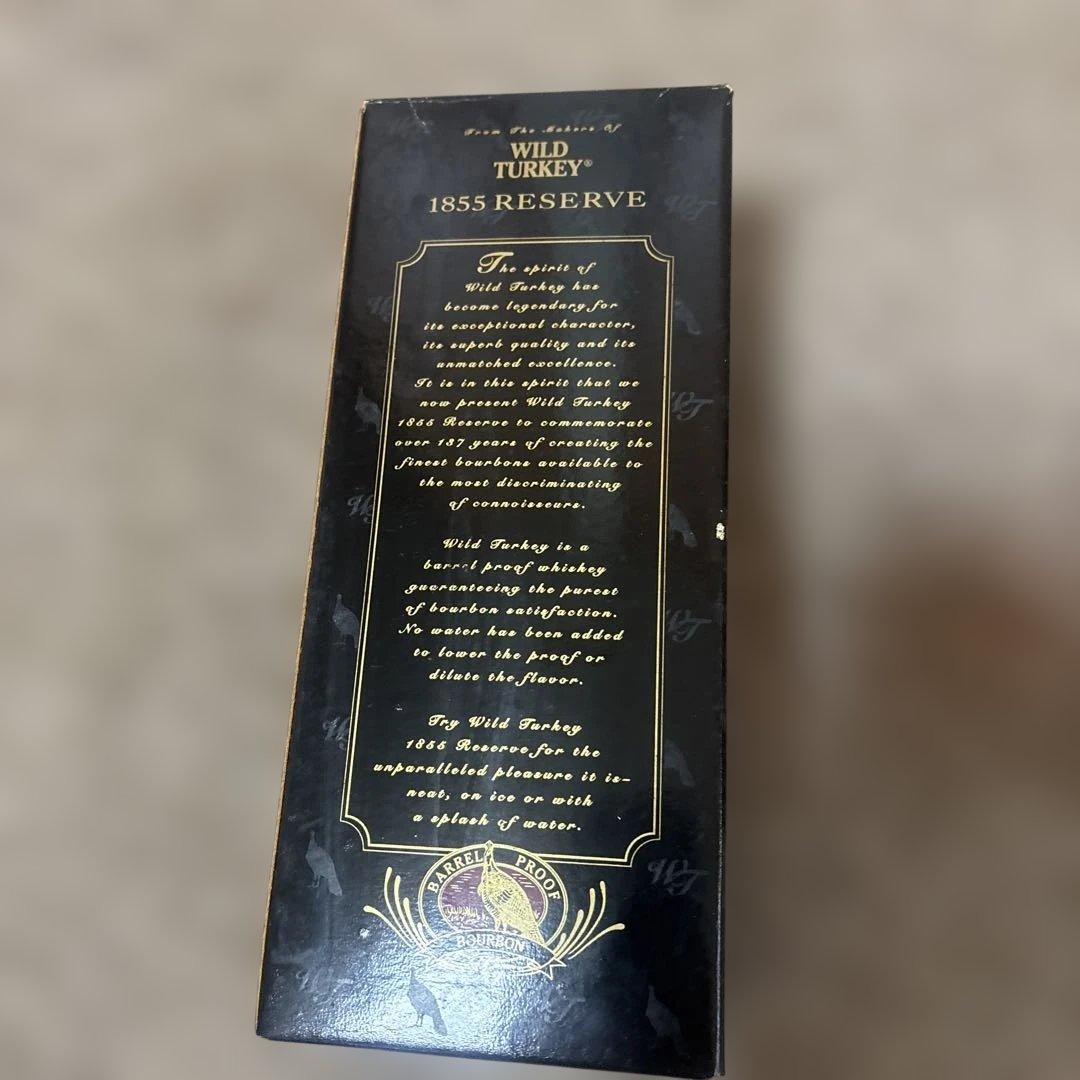 From The Makers Of
WILD
TURKEY®
1855 RESERVE
The spirit of
Wild Turkey has
become legendary for
its exceptional character,
its superb quality and its
unmatched excellence.
It is in this spirit that we
now present Wild Turkey
1855 Reserve to commemorate
over 137 years of creating the
finest bourbons available to
the most discriminating
of connoisseurs.
Wild Turkey is a
barrel proof whiskey
guaranteeing the purest
of bourbon satisfaction.
No water has been added
to lower the proof or
dilute the flavor.
Try Wild Turkey
1855 Reserve for the
unparalleled pleasure it is–
neat, on ice or with
a splash of water.
BARREL PROOF
BOURBON